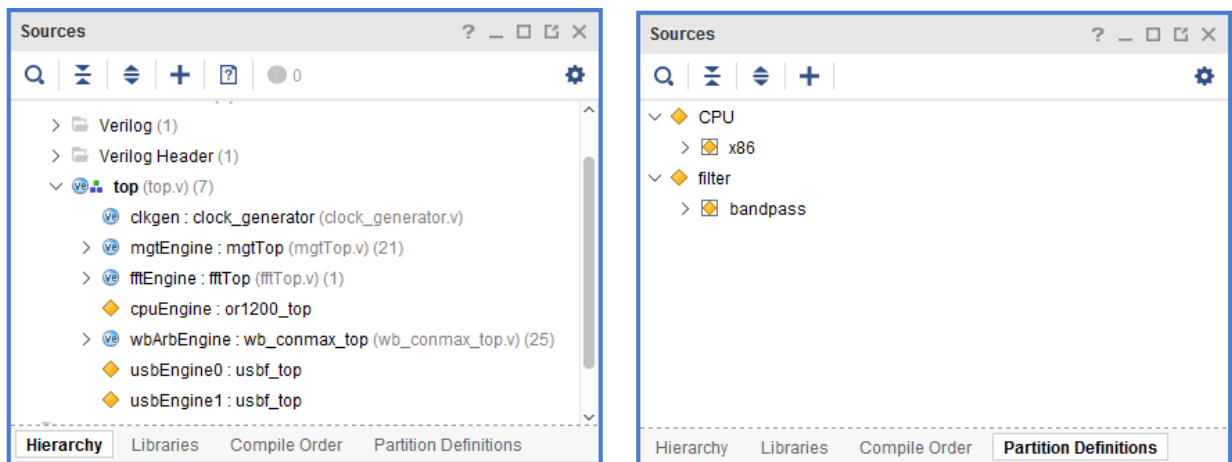 Sources
0
Verilog (1)
Verilog Header (1)
top (top.v) (7)
clkgen : clock_generator (clock_generator.v)
mgtEngine : mgtTop (mgtTop.v) (21)
fftEngine : fftTop (fftTop.v) (1)
cpuEngine : or1200_top
wbArbEngine : wb_conmax_top (wb_conmax_top.v) (25)
usbEngine0 : usbf_top
usbEngine1 : usbf_top
Hierarchy Libraries Compile Order Partition Definitions
Sources
CPU
x86
filter
bandpass
Hierarchy Libraries Compile Order Partition Definitions